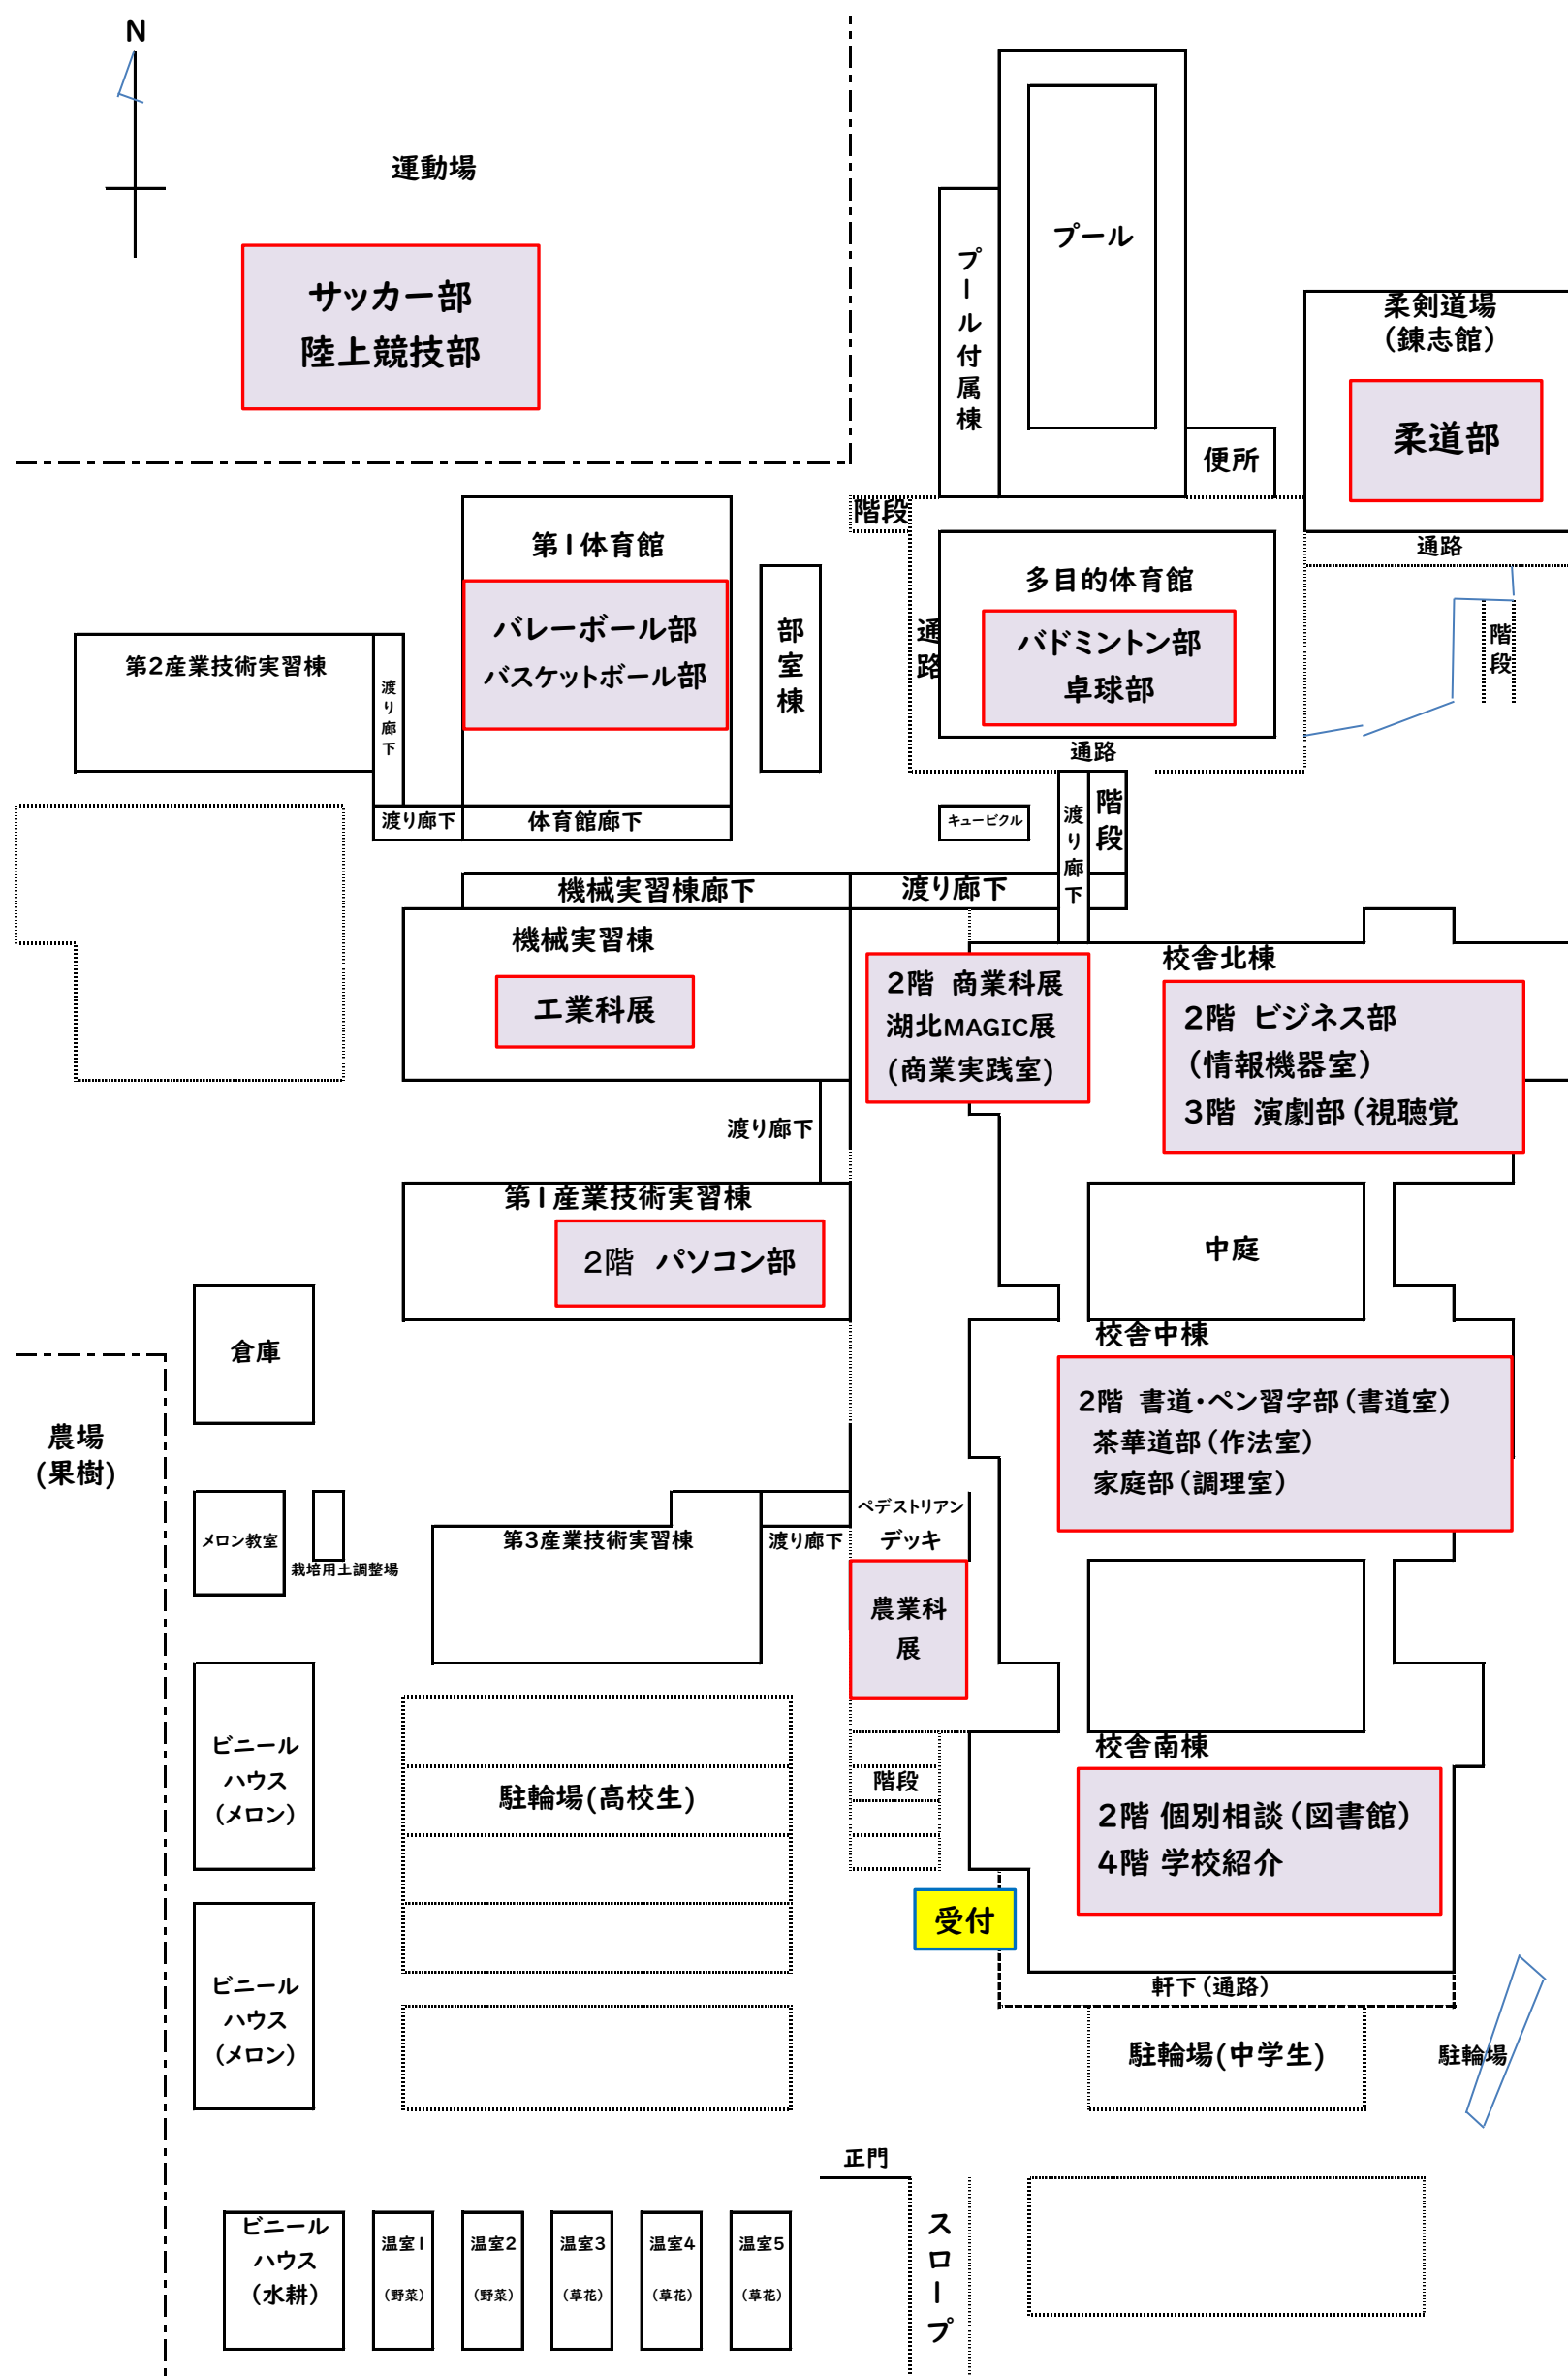 N
運動場
サッカー部
陸上競技部
プール
プール付属棟
便所
柔剣道場
(錬志館)
柔道部
通路
階段
階段
第1体育館
バレーボール部
バスケットボール部
部室棟
多目的体育館
バドミントン部
卓球部
通路
通路
第2産業技術実習棟
渡り廊下
渡り廊下
体育館廊下
キュービクル
渡り廊下
階段
機械実習棟廊下
渡り廊下
機械実習棟
工業科展
2階 商業科展
湖北MAGIC展
(商業実践室)
校舎北棟
2階 ビジネス部
(情報機器室)
3階 演劇部(視聴覚
渡り廊下
第1産業技術実習棟
2階 パソコン部
中庭
倉庫
農場
(果樹)
校舎中棟
2階 書道・ペン習字部(書道室)
茶華道部(作法室)
家庭部(調理室)
メロン教室
栽培用土調整場
第3産業技術実習棟
渡り廊下
ペデストリアン
デッキ
農業科
展
ビニール
ハウス
(メロン)
駐輪場(高校生)
階段
校舎南棟
2階 個別相談(図書館)
4階 学校紹介
受付
ビニール
ハウス
(メロン)
軒下(通路)
駐輪場(中学生)
駐輪場
正門
スロープ
ビニール
ハウス
(水耕)
温室1
(野菜)
温室2
(野菜)
温室3
(草花)
温室4
(草花)
温室5
(草花)